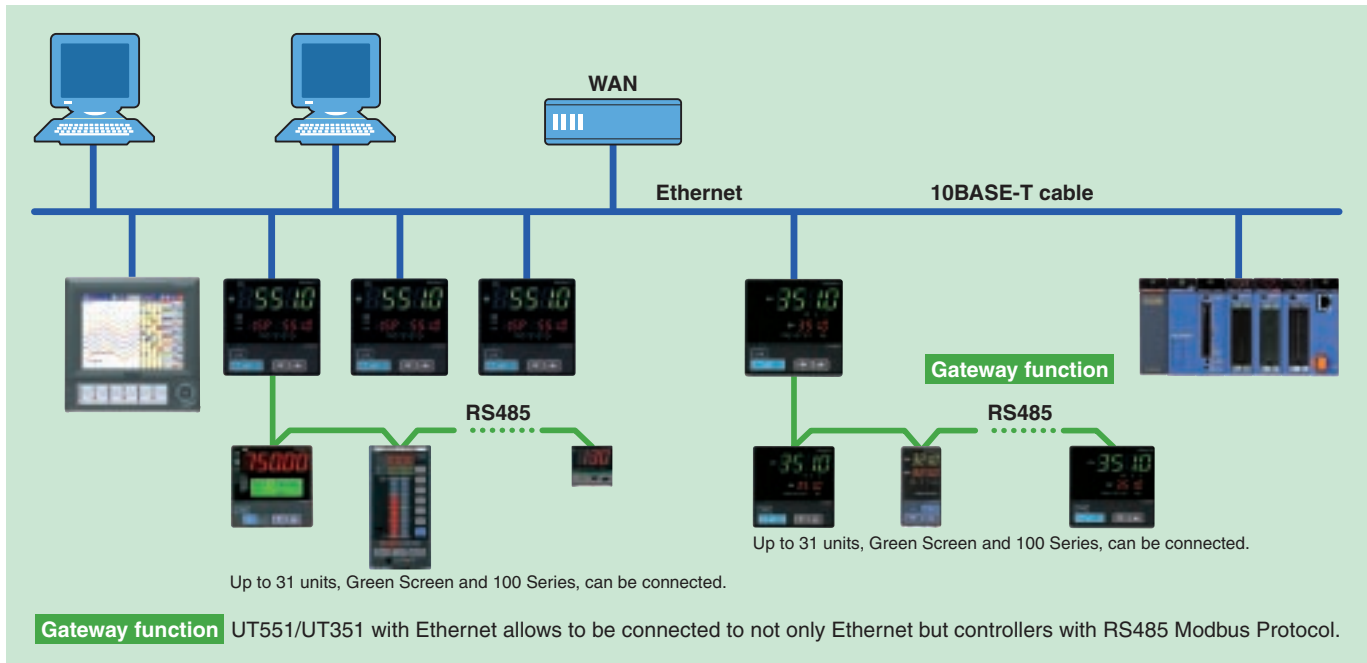 WAN
Ethernet
10BASE-T cable
Gateway function
RS485
RS485
Up to 31 units, Green Screen and 100 Series, can be connected.
Up to 31 units, Green Screen and 100 Series, can be connected.
Gateway function UT551/UT351 with Ethernet allows to be connected to not only Ethernet but controllers with RS485 Modbus Protocol.